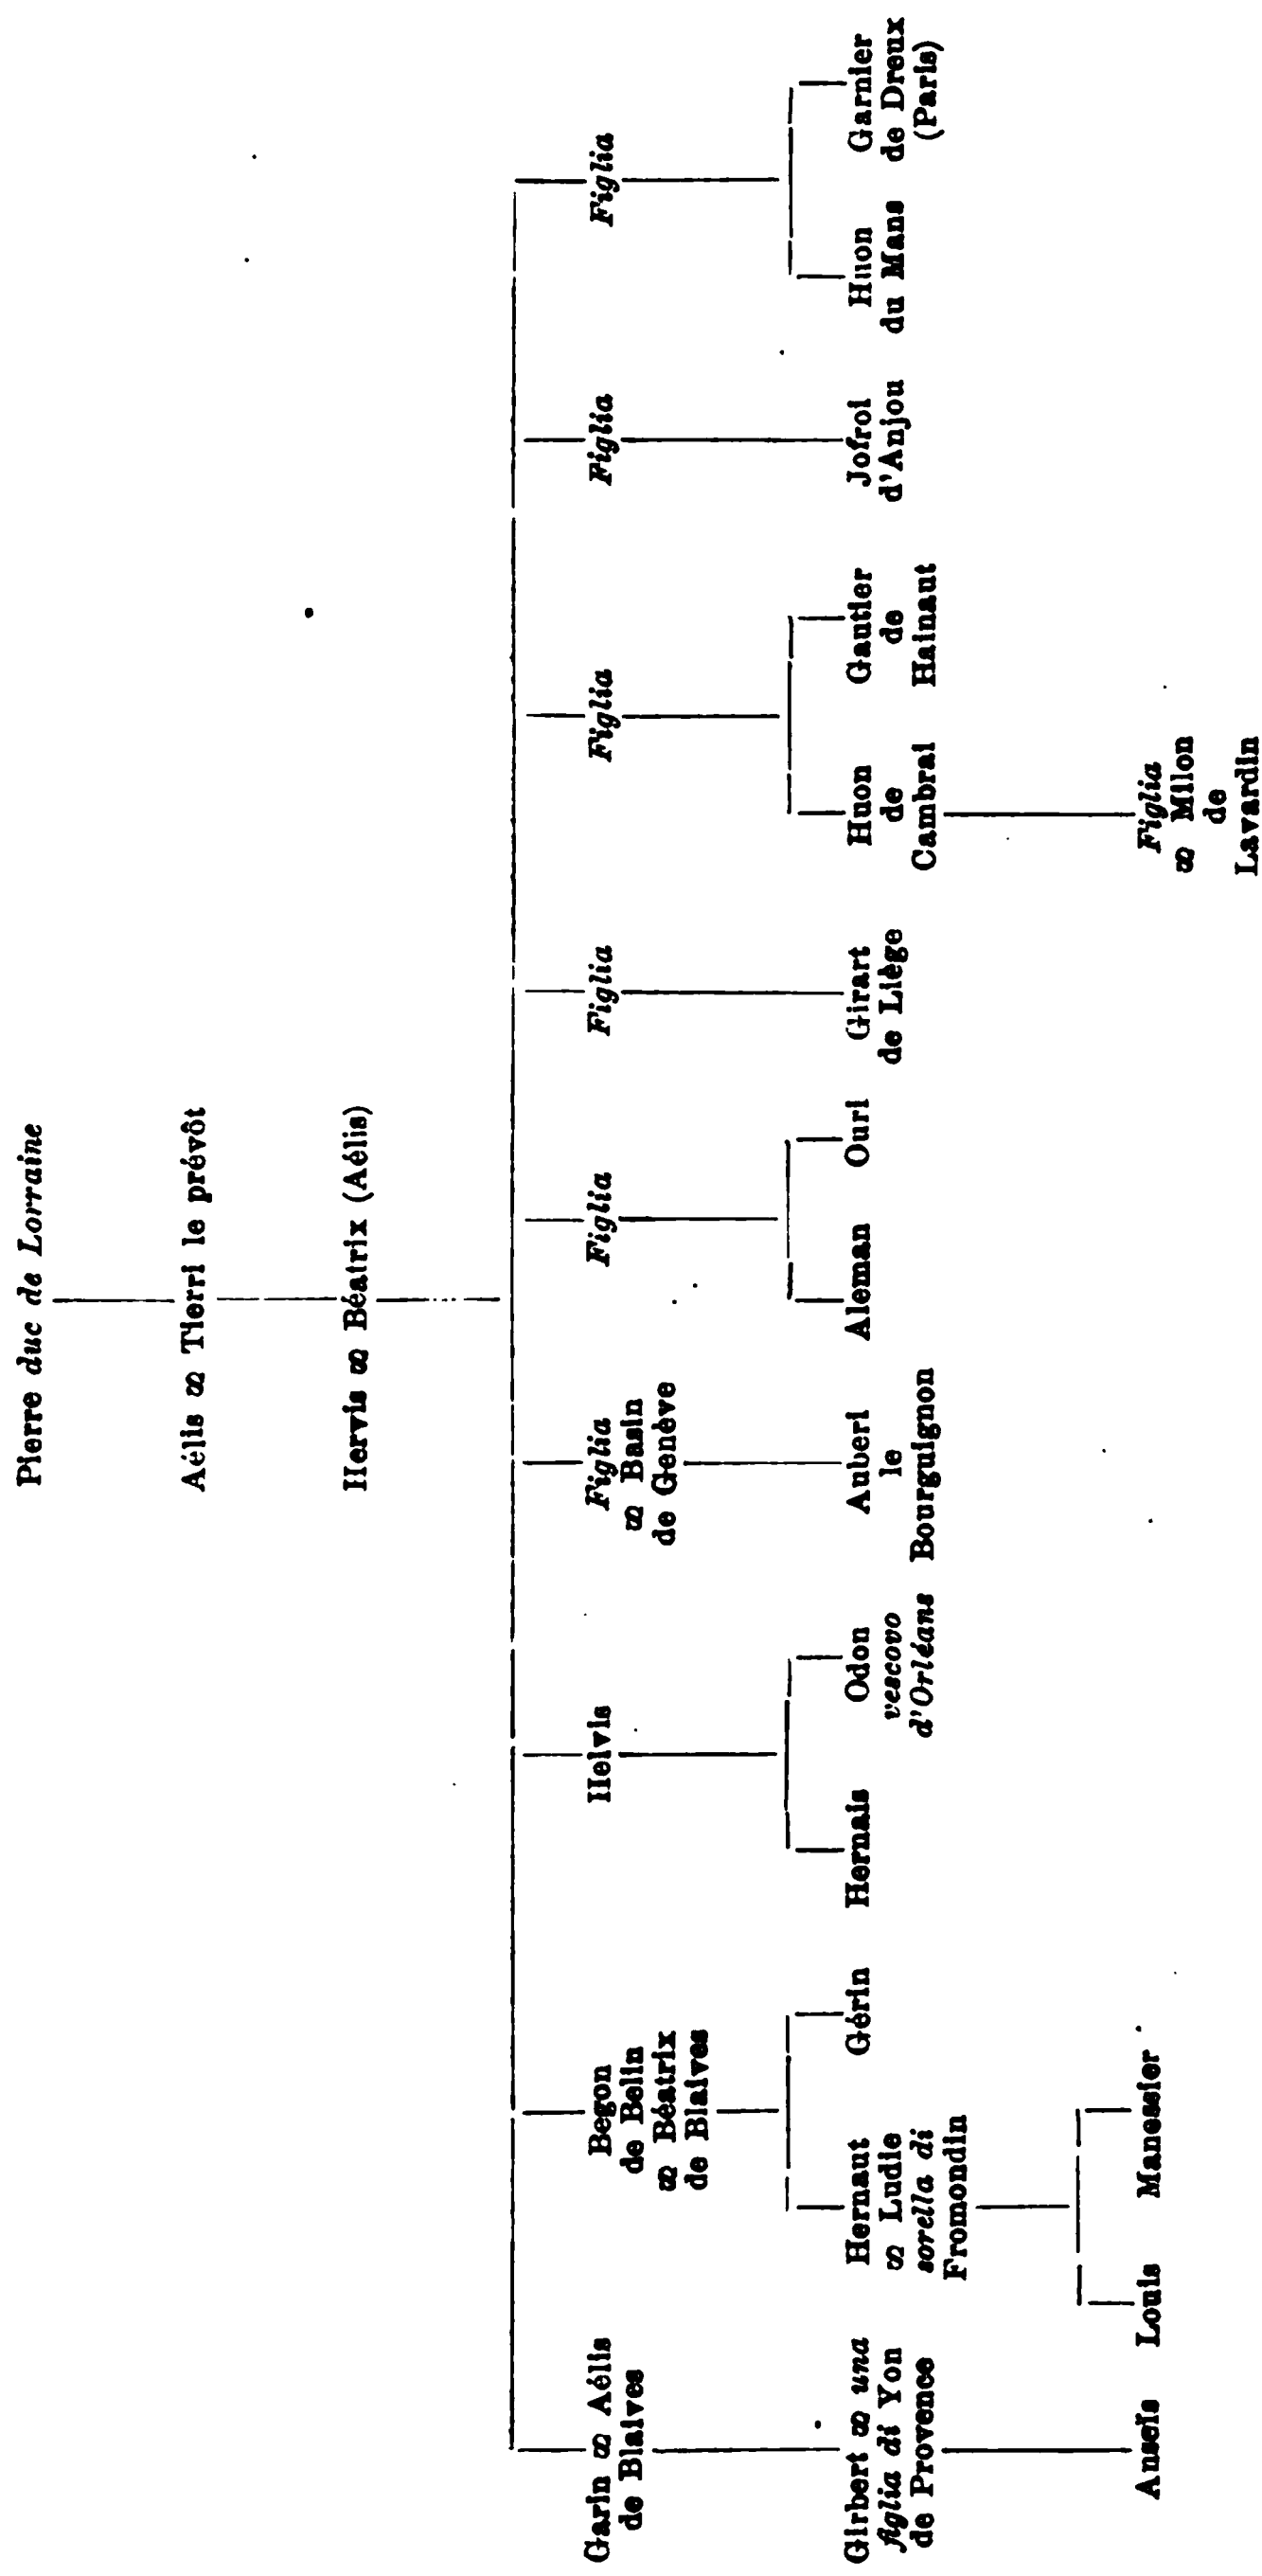 Pierre duc de Lorraine
Aélis ∞ Tierri le prévôt
Hervis ∞ Béatrix (Aélis)
Garin ∞ Aélis
de Blaives
Begon
de Belin
∞ Béatrix
de Blaives
Helvis
Figlia
∞ Basin
de Genève
Figlia
Figlia
Figlia
Figlia
Figlia
Girbert ∞ una
figlia di Yon
de Provence
Hernaut
∞ Ludie
sorella di
Fromondin
Gérin
Hernais
Odon
vescovo
d'Orléans
Auberi
le
Bourguignon
Aleman
Ouri
Girart
de Liège
Huon
de
Cambrai
Gautier
de
Hainaut
Jofroi
d'Anjou
Huon
du Mans
Garnier
de Dreux
(Paris)
Anseïs
Louis
Manessier
Figlia
∞ Milon
de
Lavardin